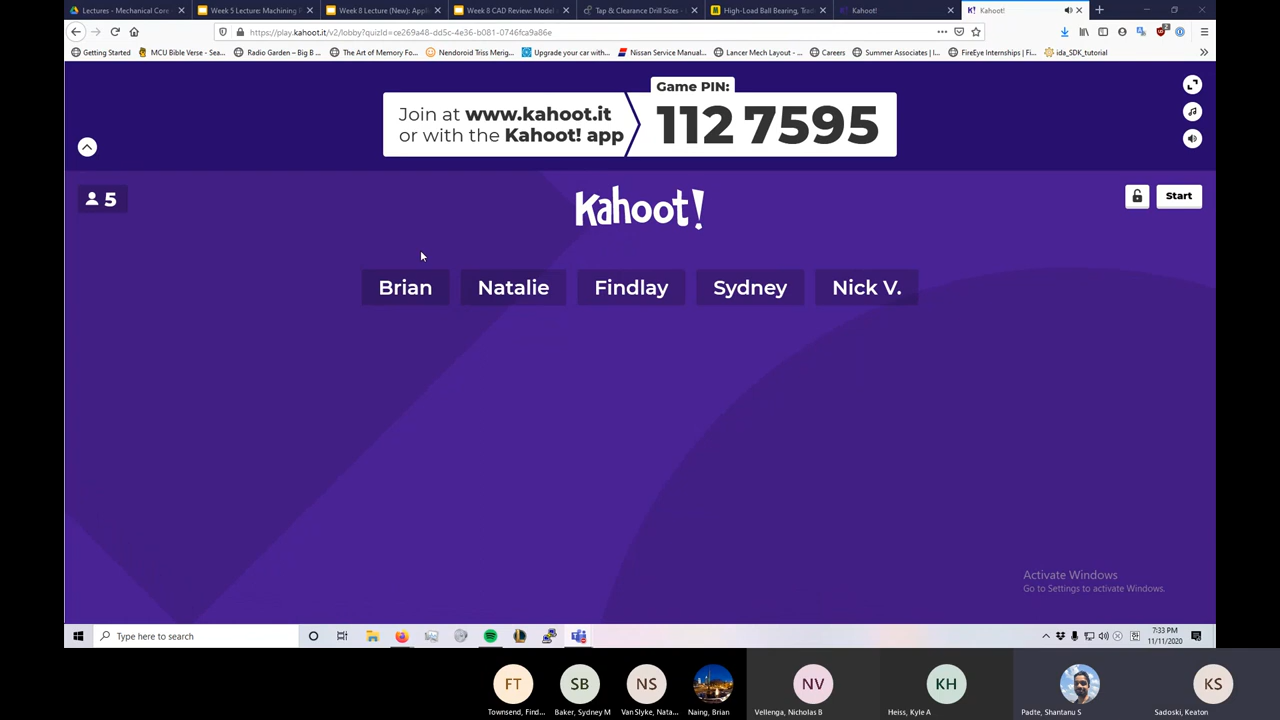 Lectures - Mechanical Cor
Week 5 Lecture: Machining F
Week 8 Lecture (New): Appl
Week 8 CAD Review: Model
Tap & Clearance Drill Sizes -
High-Load Ball Bearing, Tra
Kahoot!
Kahoot!
https://play.kahoot.it/v2/lobby?quizId=ce269a48-dd5c-4e36-b081-0746fca9a86e
Getting Started
MCU Bible Verse - Sea...
Radio Garden – Big B ...
The Art of Memory Fo...
Nendoroid Triss Merig...
Upgrade your car with...
Nissan Service Manual...
Lancer Mech Layout - ...
Careers
Summer Associates | I...
FireEye Internships | Fi...
ida_SDK_tutorial
Game PIN:
Join at www.kahoot.it
or with the Kahoot! app
112 7595
5
Kahoot!
Start
Brian
Natalie
Findlay
Sydney
Nick V.
Activate Windows
Go to Settings to activate Windows.
Type here to search
7:33 PM
11/11/2020
FT
SB
NS
NV
KH
KS
Townsend, Find...
Baker, Sydney M
Van Slyke, Nata...
Naing, Brian
Vellenga, Nicholas B
Heiss, Kyle A
Padte, Shantanu S
Sadoski, Keaton